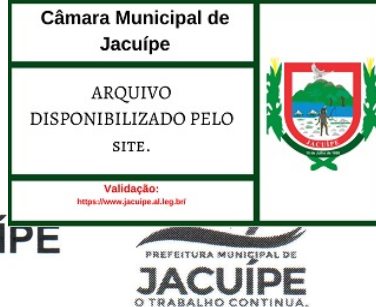 Câmara Municipal de
Jacuípe
ARQUIVO
DISPONIBILIZADO PELO
SITE.
Validação:
https://www.jacuipe.al.leg.br/
JACUÍPE
ÍPE
PREFEITURA MUNICIPAL DE
JACUÍPE
O TRABALHO CONTINUA.